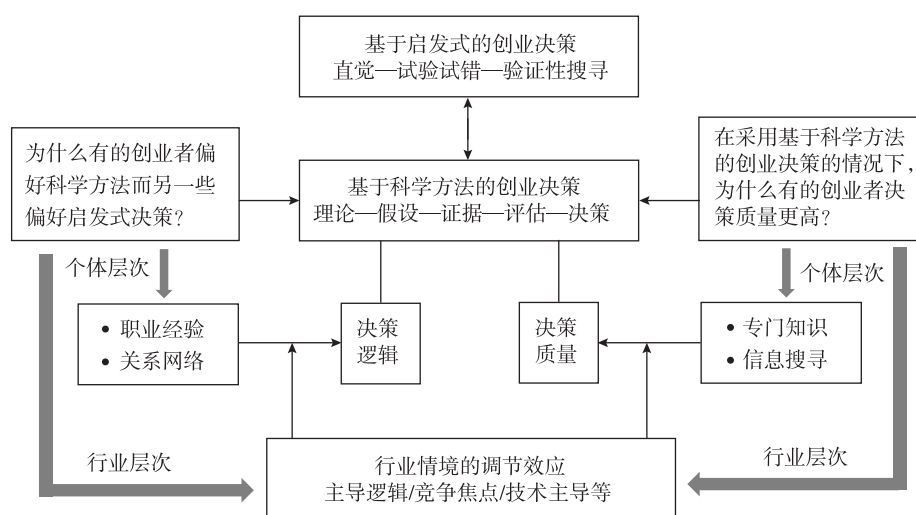 基于启发式的创业决策
直觉—试验试错—验证性搜寻
为什么有的创业者偏
好科学方法而另一些
偏好启发式决策?
基于科学方法的创业决策
理论—假设—证据—评估—决策
在采用基于科学方法
的创业决策的情况下,
为什么有的创业者决
策质量更高?
个体层次
个体层次
• 职业经验
• 关系网络
决策
逻辑
决策
质量
• 专门知识
• 信息搜寻
行业层次
行业情境的调节效应
主导逻辑/竞争焦点/技术主导等
行业层次